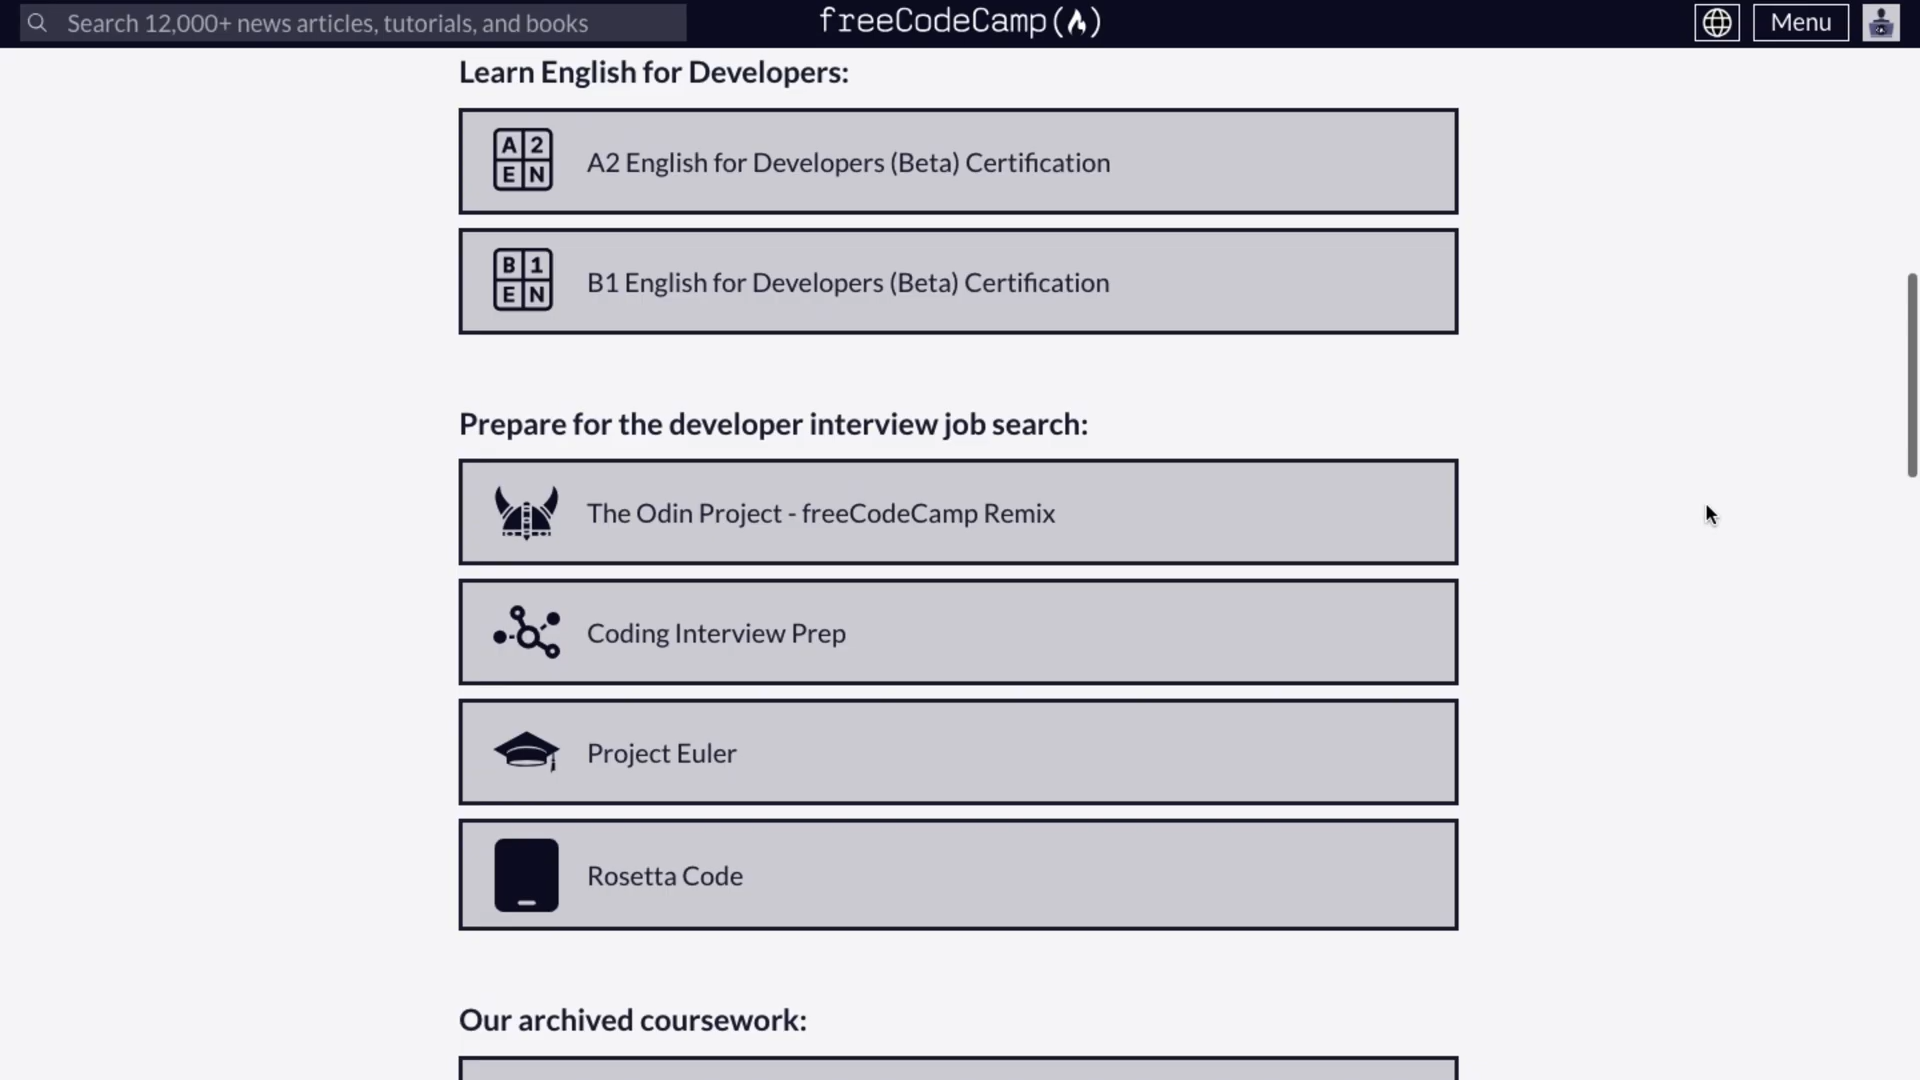 Search 12,000+ news articles, tutorials, and books
freeCodeCamp
Menu
Learn English for Developers:
A2
EN
A2 English for Developers (Beta) Certification
B1
EN
B1 English for Developers (Beta) Certification
Prepare for the developer interview job search:
The Odin Project - freeCodeCamp Remix
Coding Interview Prep
Project Euler
Rosetta Code
Our archived coursework: